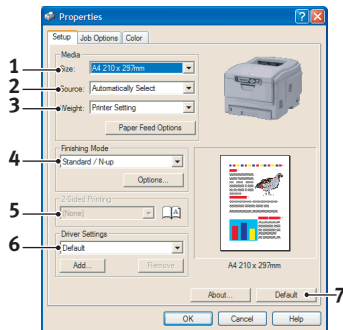 Properties
Setup Job Options Color
Media
1 Size: A4 210 x 297mm
2 Source: Automatically Select
3 Weight: Printer Setting
Paper Feed Options
Finishing Mode
4 Standard / N-up
Options...
2-Sided Printing
5 (None) A
Driver Settings
6 Default
Add... Remove
A4 210 x 297mm
About... Default 7
OK Cancel Help